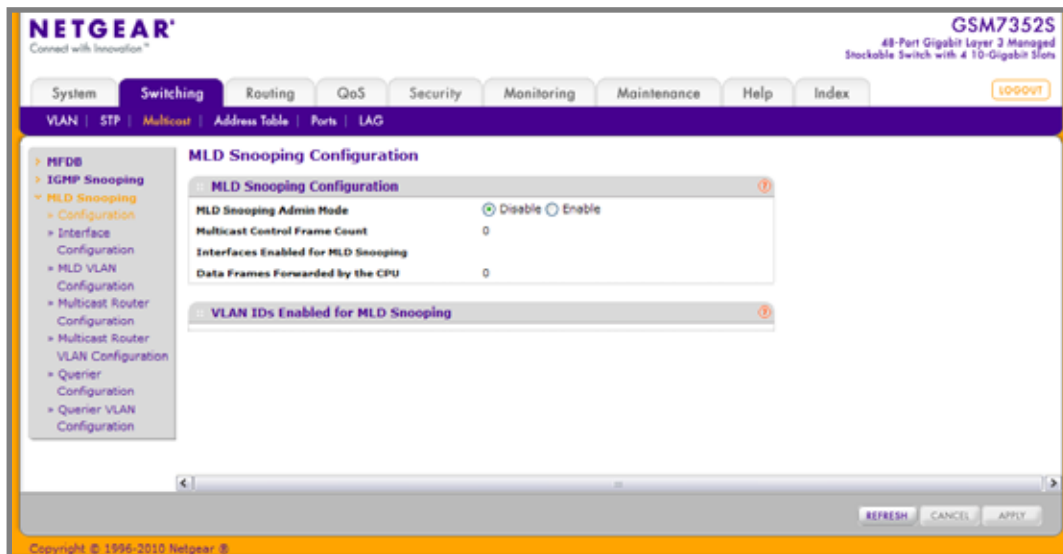 NETGEAR®
Connect with Innovation™
GSM7352S
48-Port Gigabit Layer 3 Managed
Stackable Switch with 4 10-Gigabit Slots
System Switching Routing QoS Security Monitoring Maintenance Help Index LOGOUT
VLAN | STP | Multicast | Address Table | Ports | LAG
MFDB
IGMP Snooping
MLD Snooping
» Configuration
» Interface
Configuration
» MLD VLAN
Configuration
» Multicast Router
Configuration
» Multicast Router
VLAN Configuration
» Querier
Configuration
» Querier VLAN
Configuration
MLD Snooping Configuration
MLD Snooping Configuration
MLD Snooping Admin Mode Disable Enable
Multicast Control Frame Count 0
Interfaces Enabled for MLD Snooping
Data Frames Forwarded by the CPU 0
VLAN IDs Enabled for MLD Snooping
REFRESH CANCEL APPLY
Copyright © 1996-2010 Netgear ®